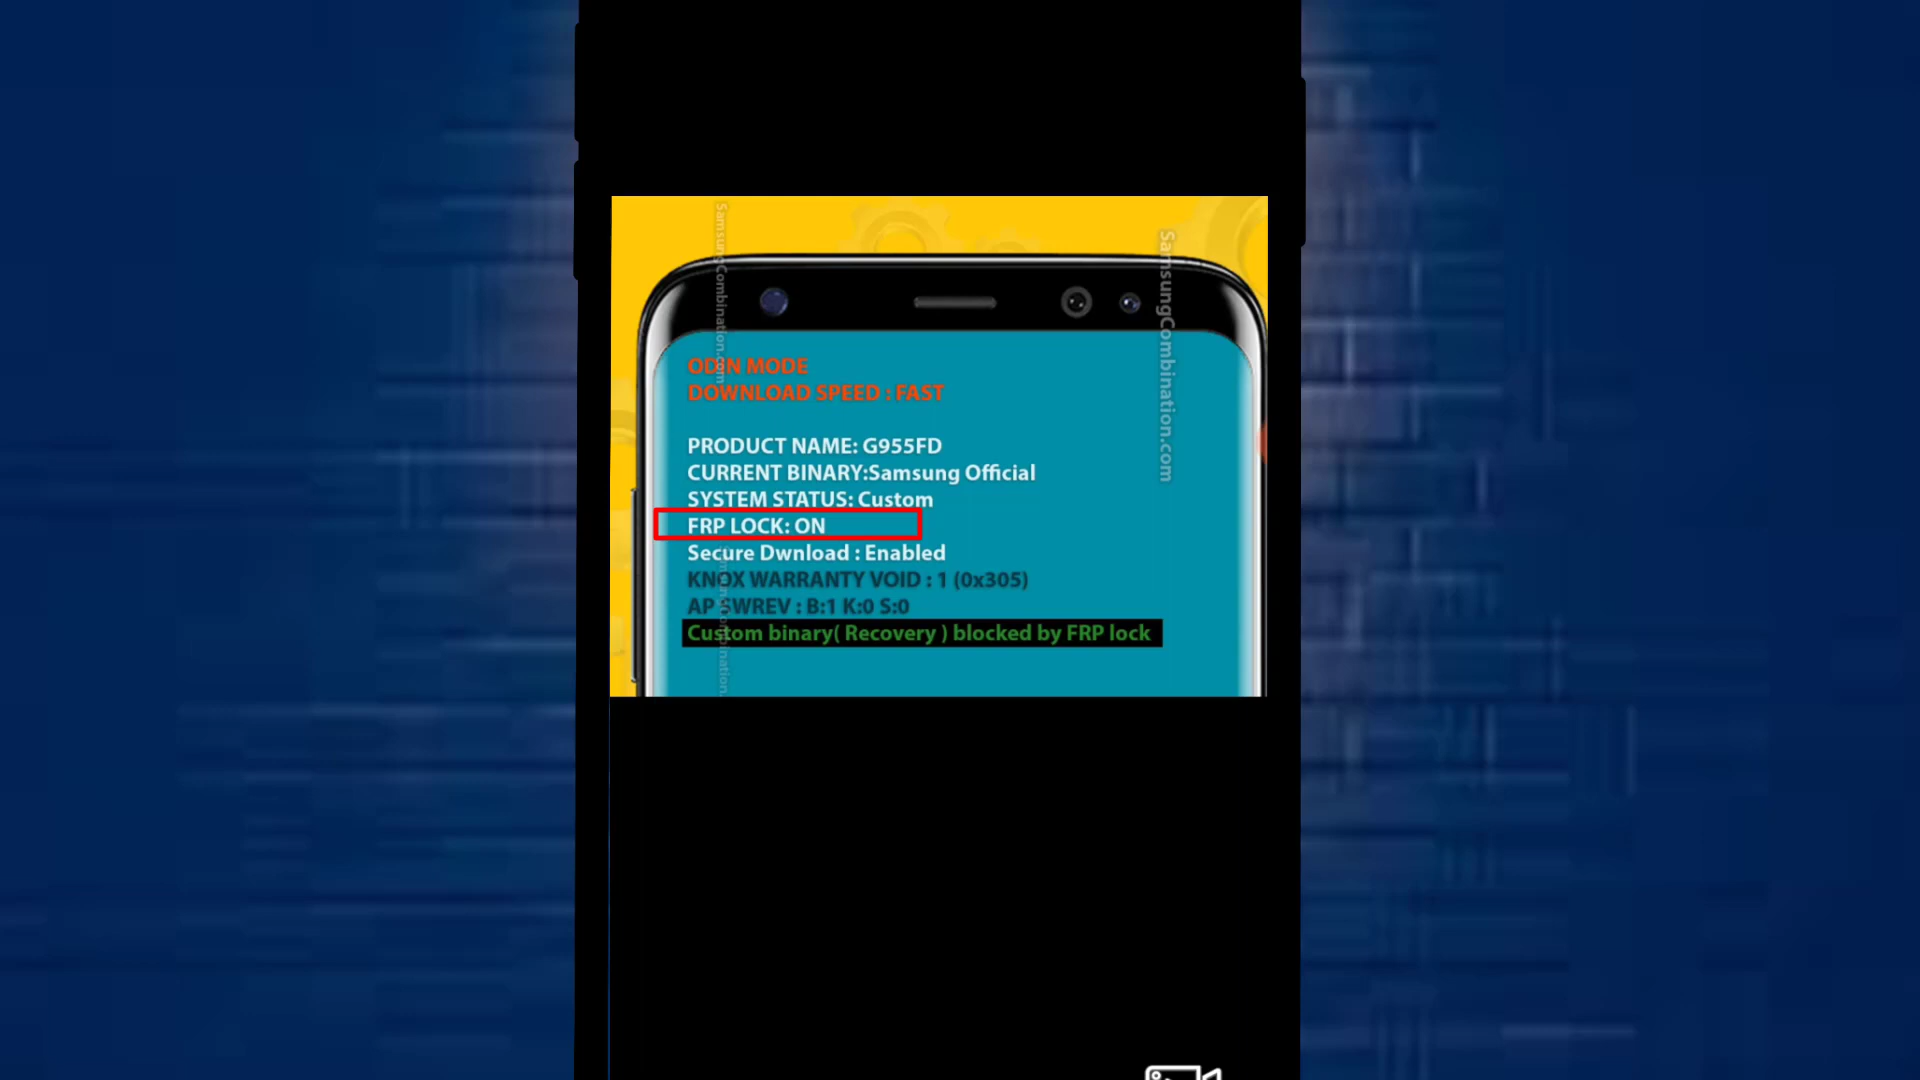 ODIN MODE
DOWNLOAD SPEED : FAST
PRODUCT NAME: G955FD
CURRENT BINARY:Samsung Official
SYSTEM STATUS: Custom
FRP LOCK: ON
Secure Dwnload : Enabled
KNOX WARRANTY VOID : 1 (0x305)
AP SWREV : B:1 K:0 S:0
Custom binary( Recovery ) blocked by FRP lock
SamsungCombination.com
SamsungCombination.com